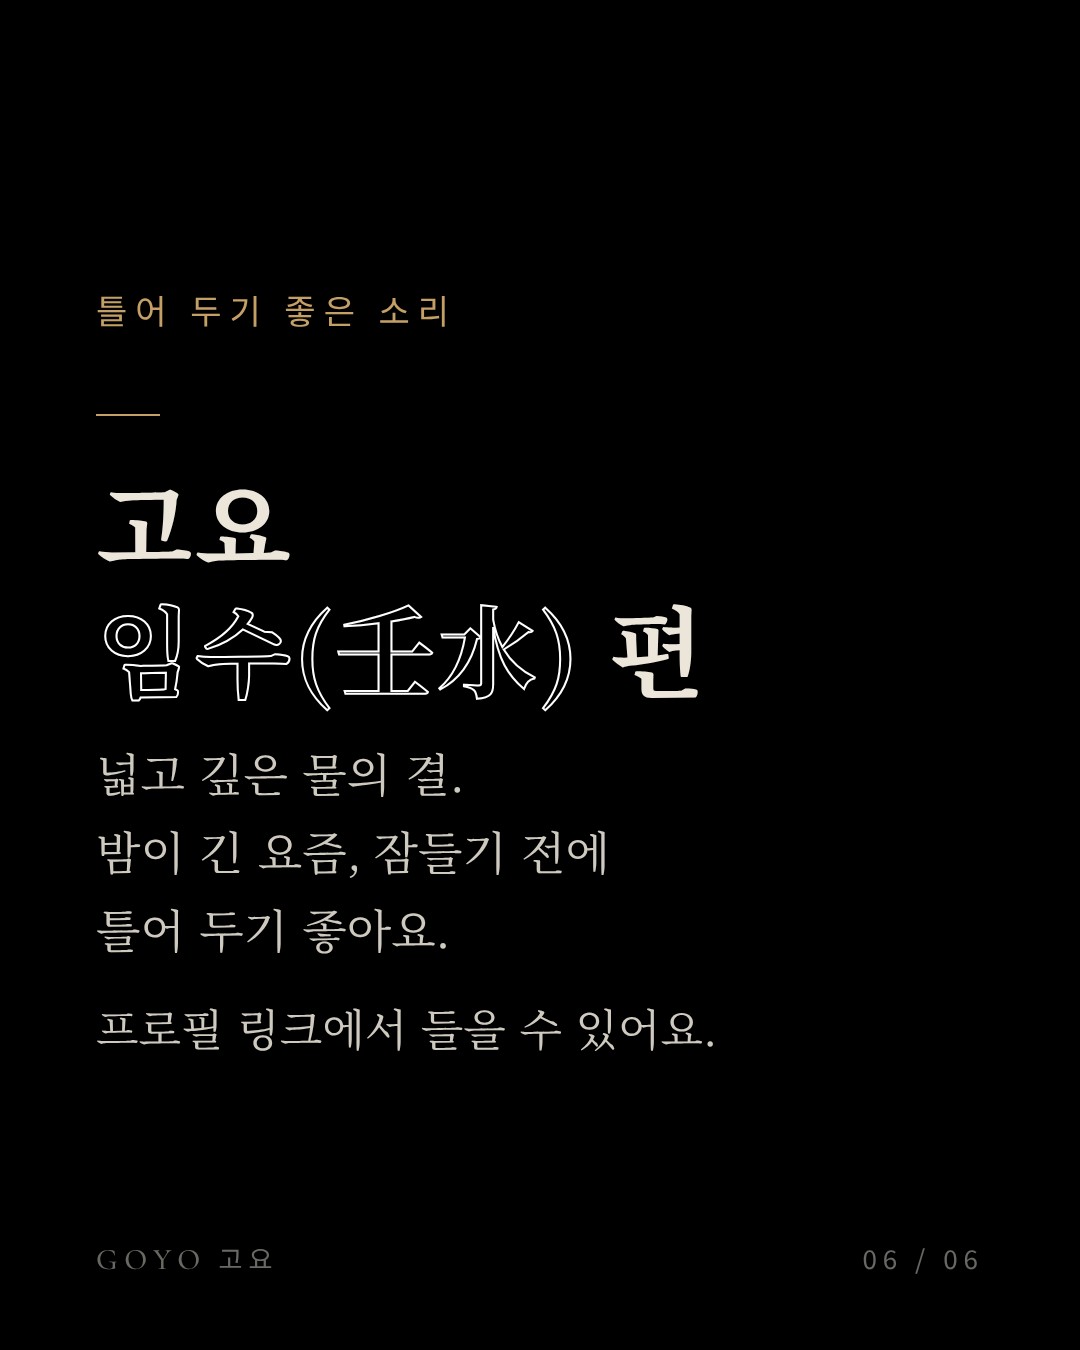 틀어 두기 좋은 소리
고요
임수(壬水) 편
넓고 깊은 물의 결.
밤이 긴 요즘, 잠들기 전에
틀어 두기 좋아요.
프로필 링크에서 들을 수 있어요.
GOYO 고요
06 / 06